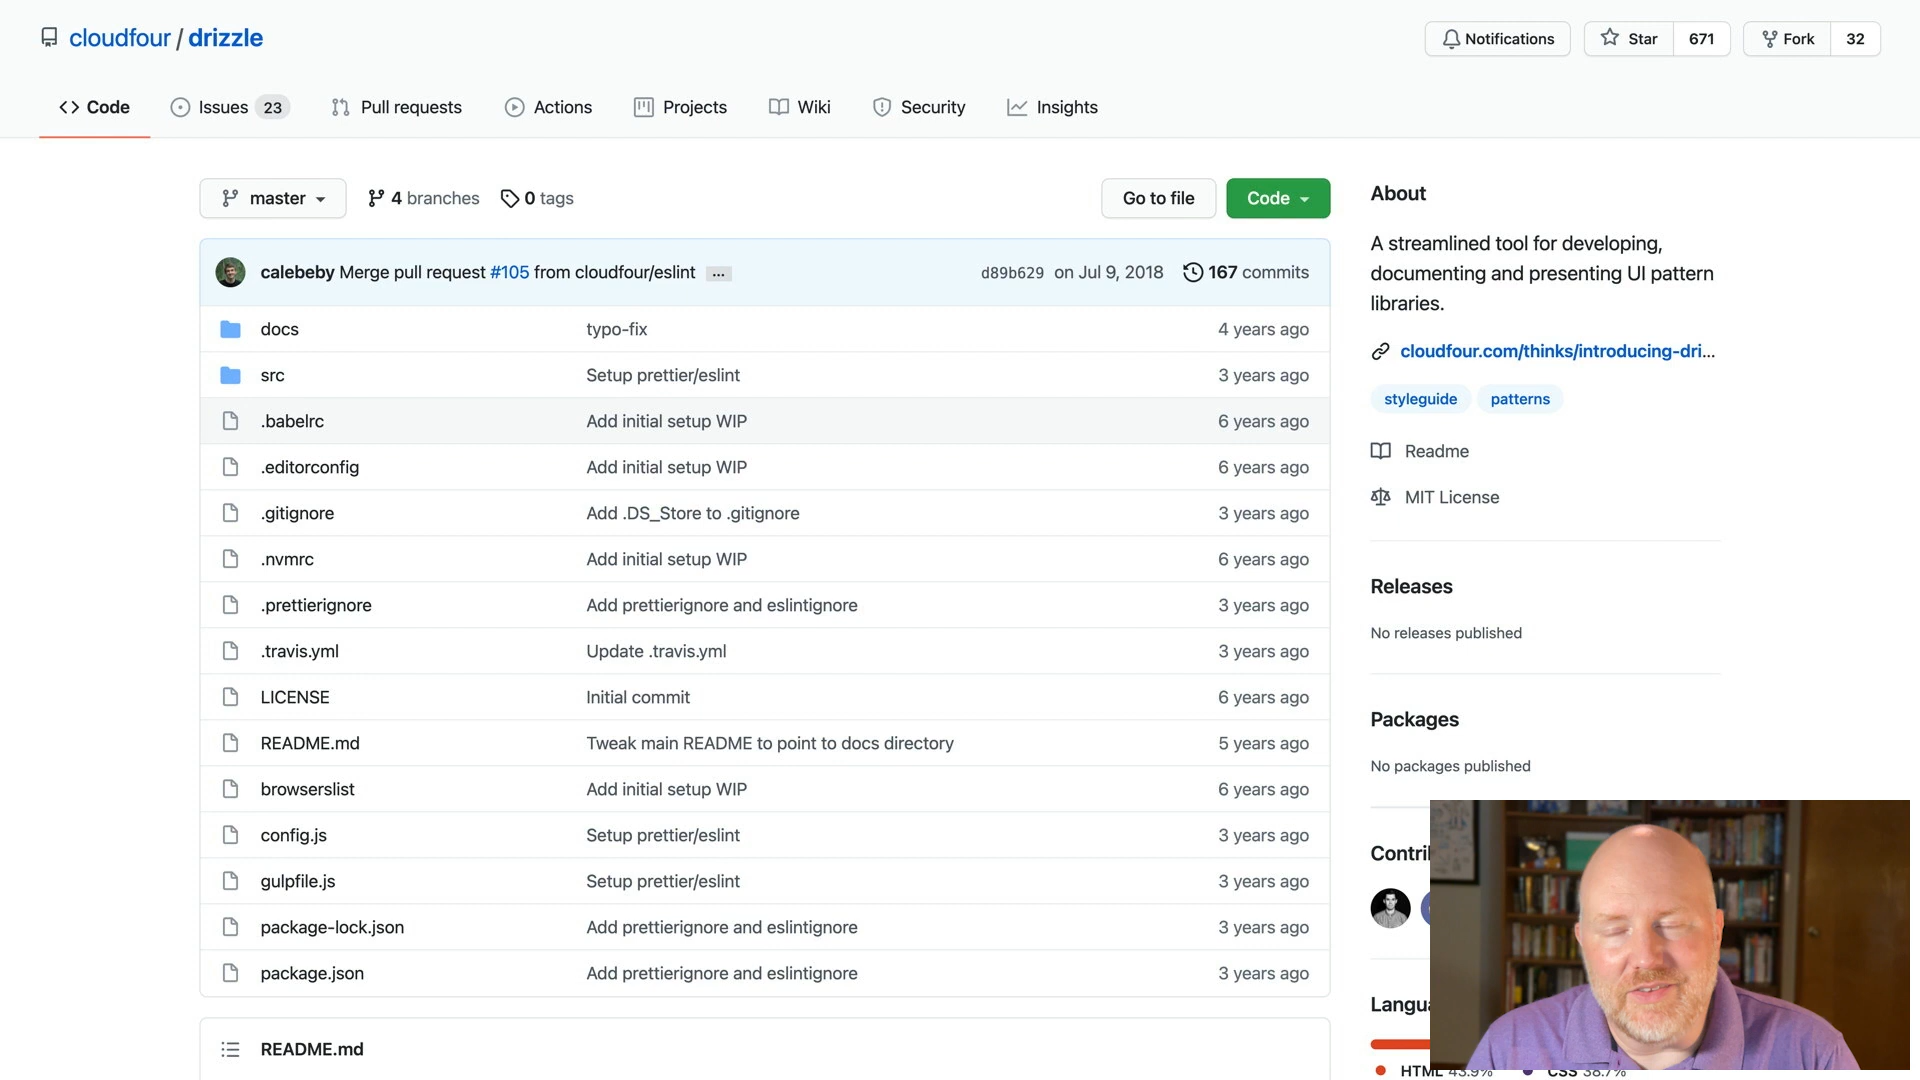 cloudfour / drizzle
Notifications
Star 671
Fork 32
Code
Issues 23
Pull requests
Actions
Projects
Wiki
Security
Insights
master
4 branches
0 tags
Go to file
Code
About
A streamlined tool for developing,
documenting and presenting UI pattern
libraries.
cloudfour.com/thinks/introducing-dri...
styleguide patterns
Readme
MIT License
Releases
No releases published
Packages
No packages published
calebeby Merge pull request #105 from cloudfour/eslint ... d89b629 on Jul 9, 2018 167 commits
docs typo-fix 4 years ago
src Setup prettier/eslint 3 years ago
.babelrc Add initial setup WIP 6 years ago
.editorconfig Add initial setup WIP 6 years ago
.gitignore Add .DS_Store to .gitignore 3 years ago
.nvmrc Add initial setup WIP 6 years ago
.prettierignore Add prettierignore and eslintignore 3 years ago
.travis.yml Update .travis.yml 3 years ago
LICENSE Initial commit 6 years ago
README.md Tweak main README to point to docs directory 5 years ago
browserslist Add initial setup WIP 6 years ago
config.js Setup prettier/eslint 3 years ago
gulpfile.js Setup prettier/eslint 3 years ago
package-lock.json Add prettierignore and eslintignore 3 years ago
package.json Add prettierignore and eslintignore 3 years ago
README.md
HTML 43.9% CSS 38.7%